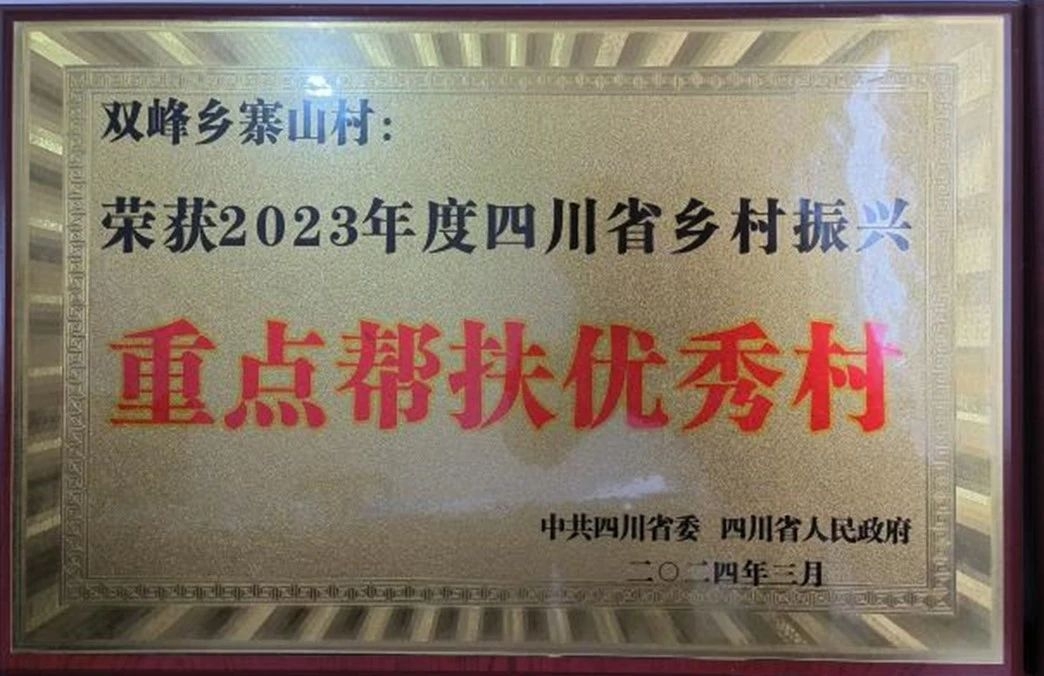 双峰乡寨山村：
荣获2023年度四川省乡村振兴
重点帮扶优秀村
中共四川省委 四川省人民政府
二〇二四年三月